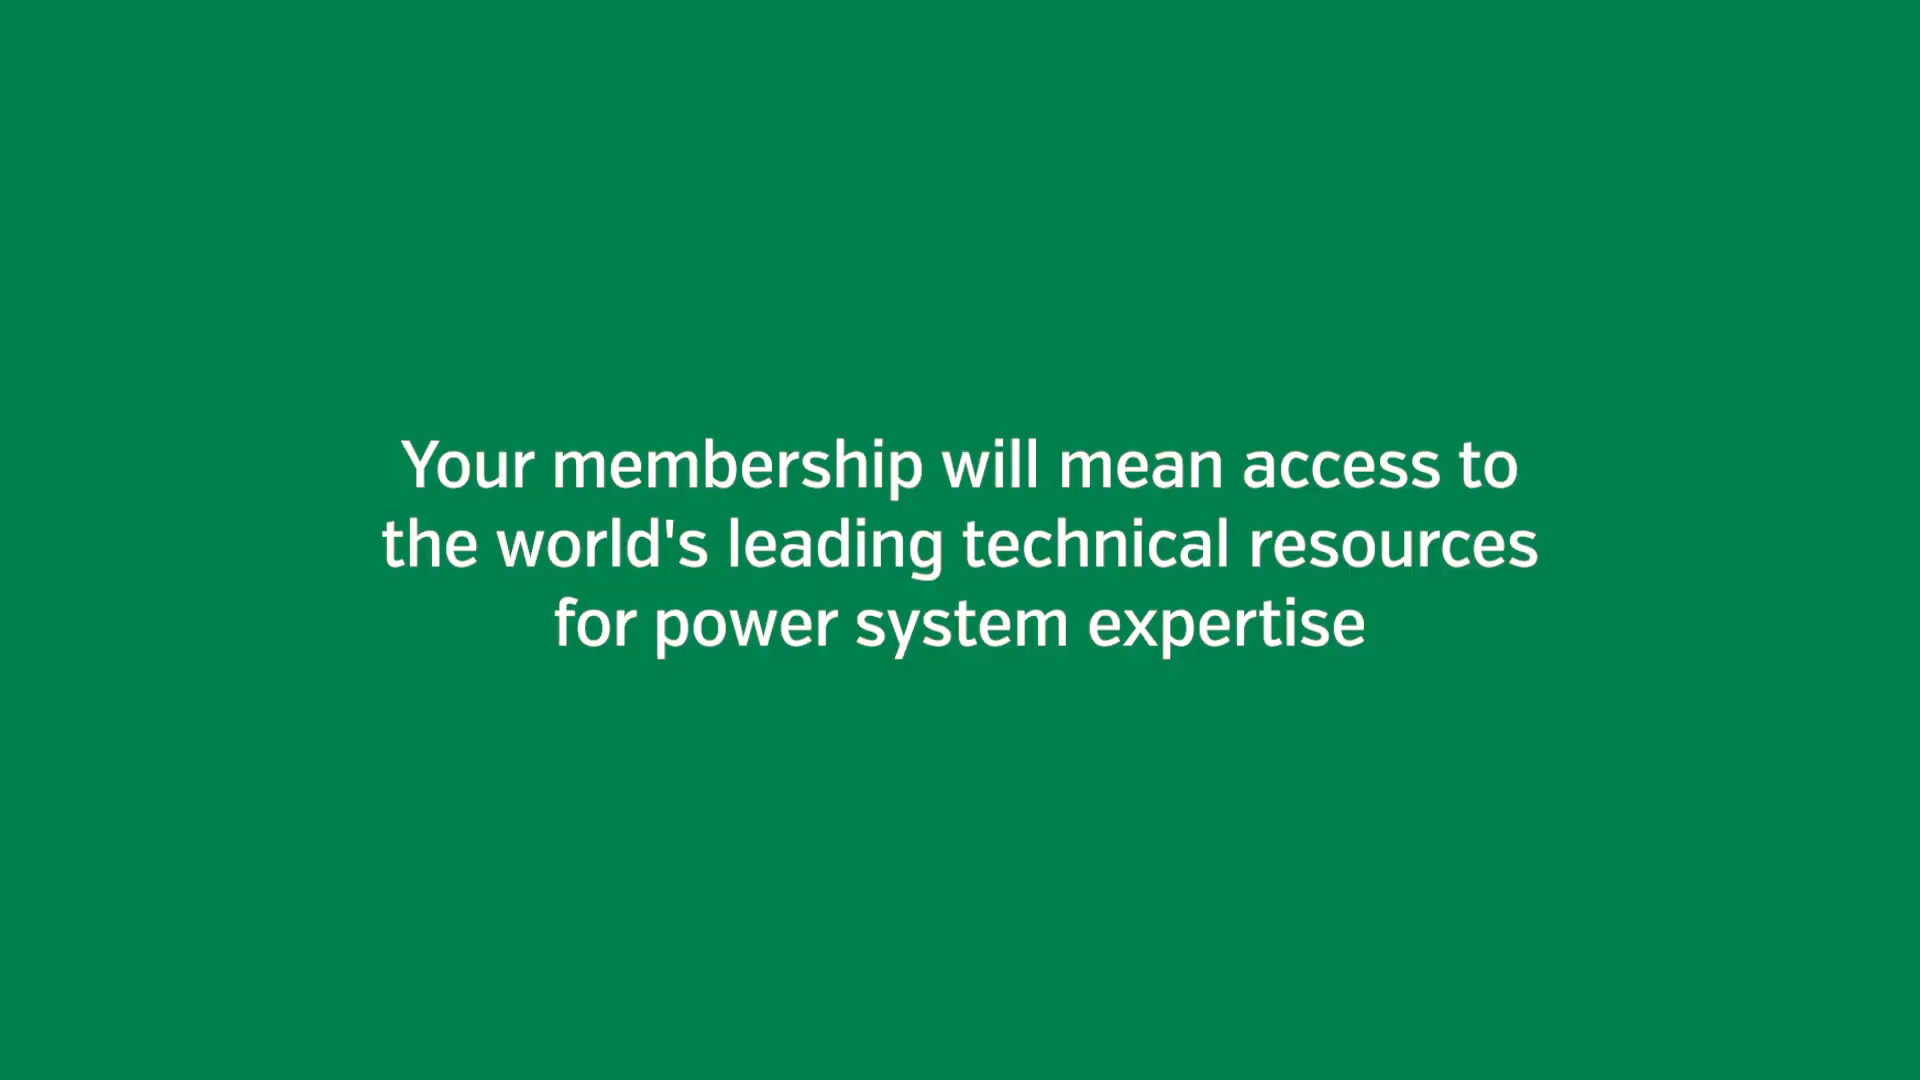 Your membership will mean access to
the world's leading technical resources
for power system expertise